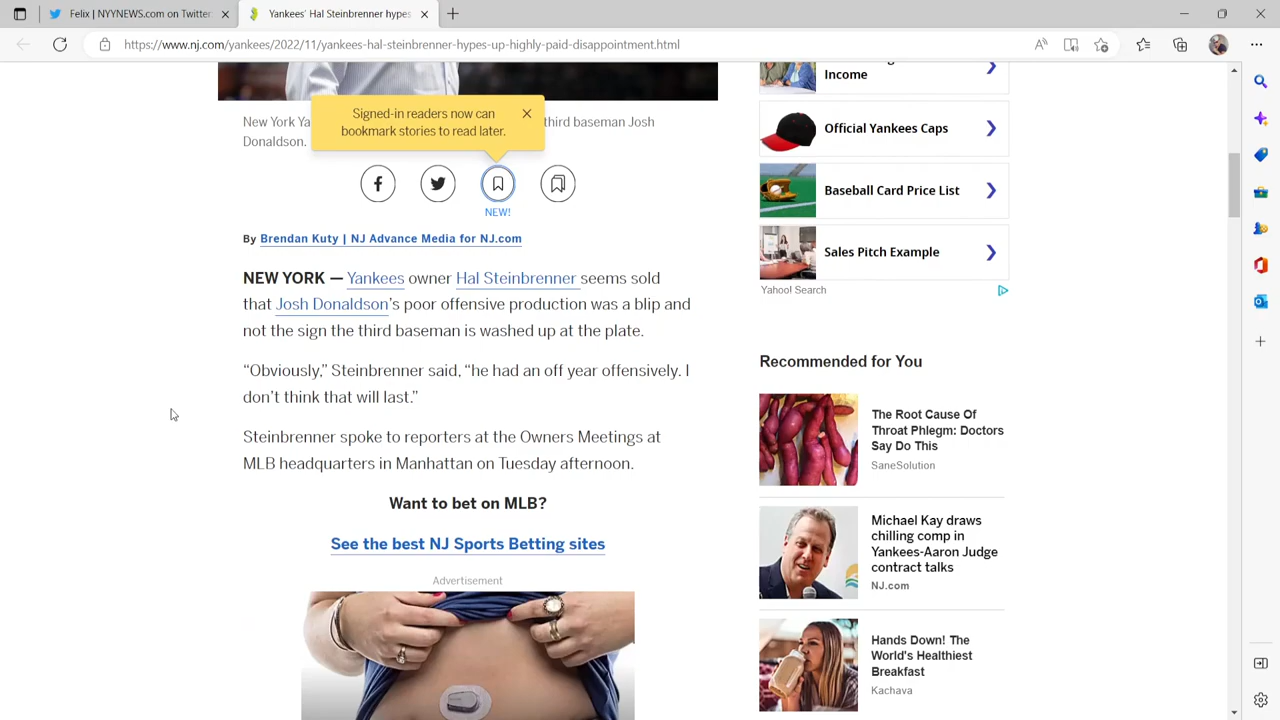 Felix | NYYNEWS.com on Twitter
Yankees' Hal Steinbrenner hypes
https://www.nj.com/yankees/2022/11/yankees-hal-steinbrenner-hypes-up-highly-paid-disappointment.html
Signed-in readers now can
bookmark stories to read later.
New York Ya third baseman Josh
Donaldson.
NEW!
By Brendan Kuty | NJ Advance Media for NJ.com
NEW YORK — Yankees owner Hal Steinbrenner seems sold
that Josh Donaldson's poor offensive production was a blip and
not the sign the third baseman is washed up at the plate.
“Obviously,” Steinbrenner said, “he had an off year offensively. I
don't think that will last.”
Steinbrenner spoke to reporters at the Owners Meetings at
MLB headquarters in Manhattan on Tuesday afternoon.
Want to bet on MLB?
See the best NJ Sports Betting sites
Advertisement
Income
Official Yankees Caps
Baseball Card Price List
Sales Pitch Example
Yahoo! Search
Recommended for You
The Root Cause Of
Throat Phlegm: Doctors
Say Do This
SaneSolution
Michael Kay draws
chilling comp in
Yankees-Aaron Judge
contract talks
NJ.com
Hands Down! The
World's Healthiest
Breakfast
Kachava